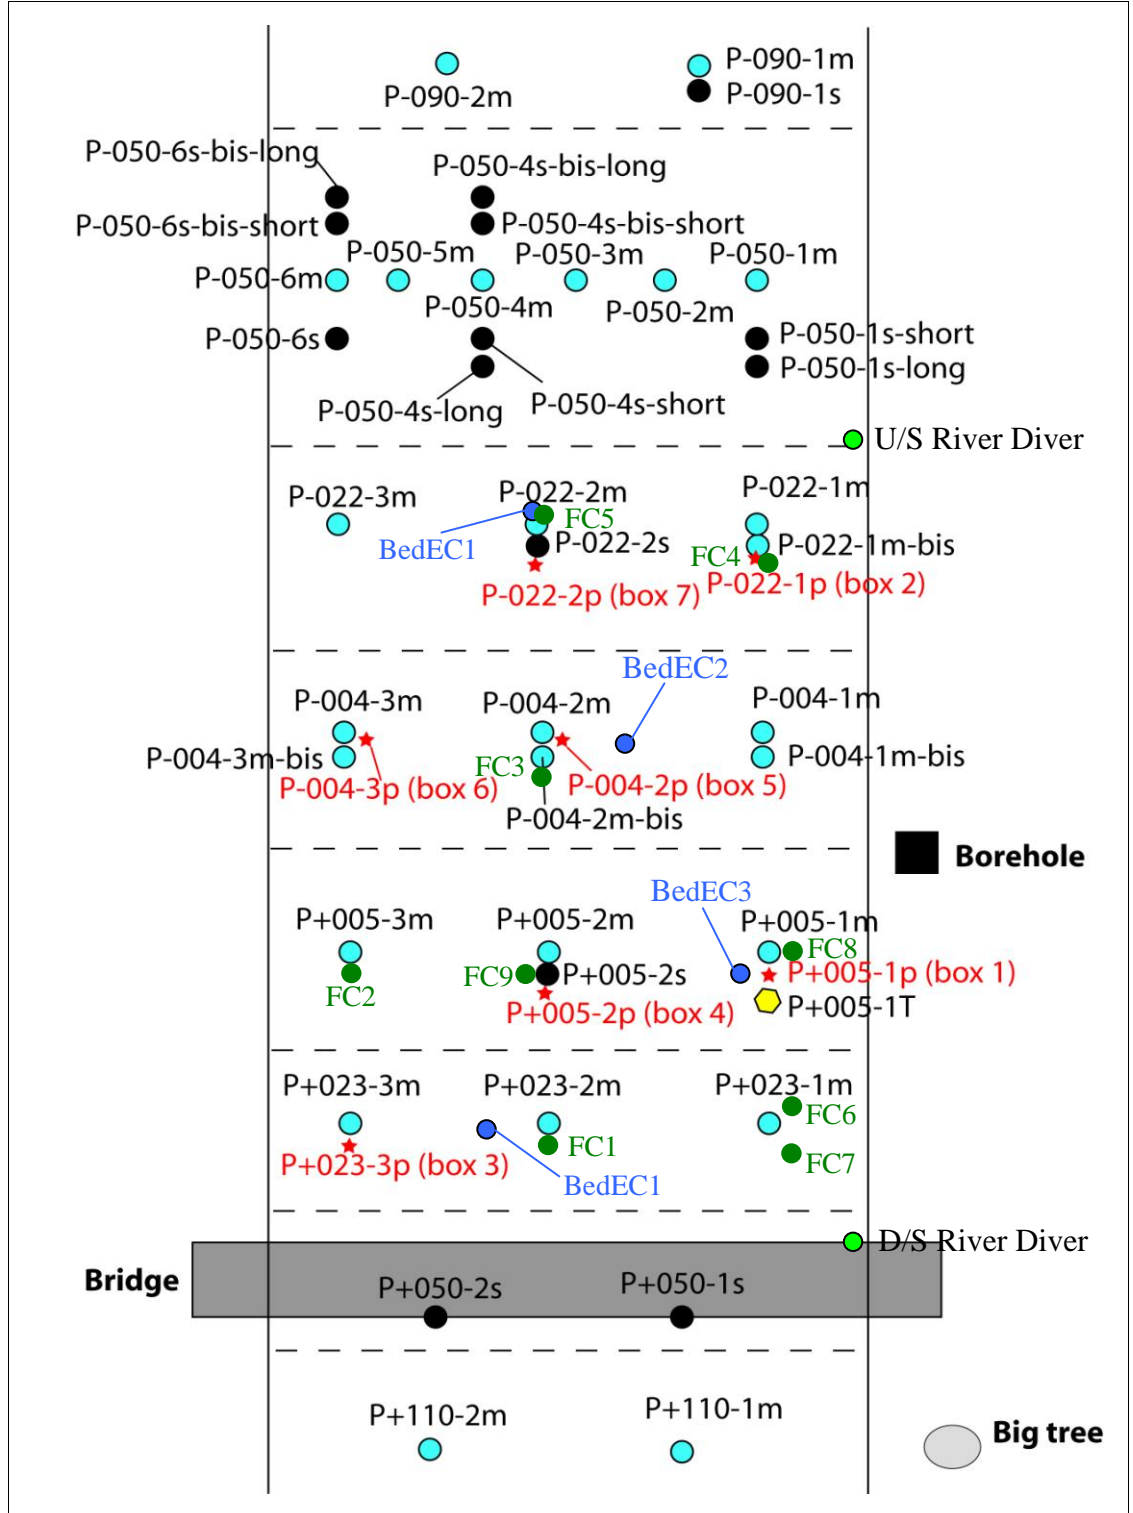 P-090-1m
P-090-2m
P-090-1s
P-050-6s-bis-long
P-050-4s-bis-long
P-050-6s-bis-short
P-050-4s-bis-short
P-050-5m
P-050-3m
P-050-1m
P-050-6m
P-050-4m
P-050-2m
P-050-6s
P-050-1s-short
P-050-1s-long
P-050-4s-long
P-050-4s-short
U/S River Diver
P-022-3m
P-022-2m
P-022-1m
FC5
BedEC1
P-022-2s
FC4
P-022-1m-bis
P-022-2p (box 7)
P-022-1p (box 2)
BedEC2
P-004-3m
P-004-2m
P-004-1m
P-004-3m-bis
FC3
P-004-1m-bis
P-004-3p (box 6)
P-004-2p (box 5)
P-004-2m-bis
Borehole
BedEC3
P+005-3m
P+005-2m
P+005-1m
FC8
FC9
P+005-2s
P+005-1p (box 1)
FC2
P+005-2p (box 4)
P+005-1T
P+023-3m
P+023-2m
P+023-1m
FC6
FC1
FC7
P+023-3p (box 3)
BedEC1
D/S River Diver
Bridge
P+050-2s
P+050-1s
P+110-2m
P+110-1m
Big tree